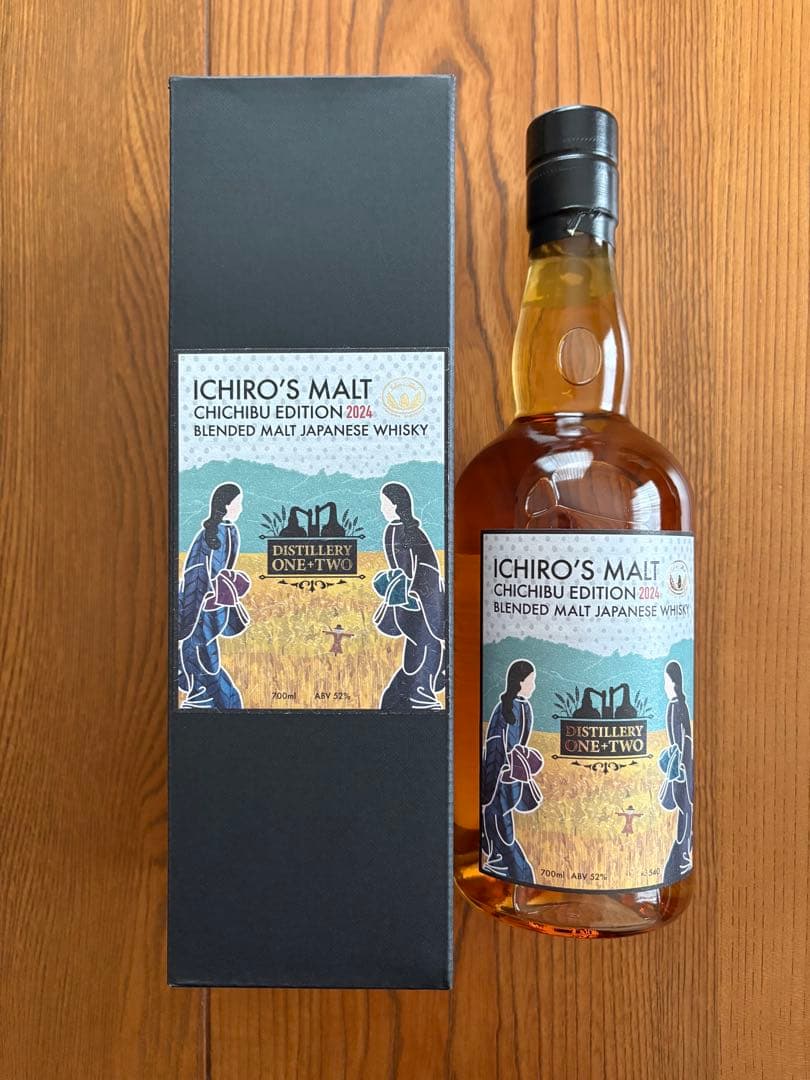 ICHIRO'S MALT
CHICHIBU EDITION 2024
BLENDED MALT JAPANESE WHISKY
DISTILLERY
ONE+TWO
700ml ABV 52%
ICHIRO'S MALT
CHICHIBU EDITION 2024
BLENDED MALT JAPANESE WHISKY
DISTILLERY
ONE+TWO
700ml ABV 52%